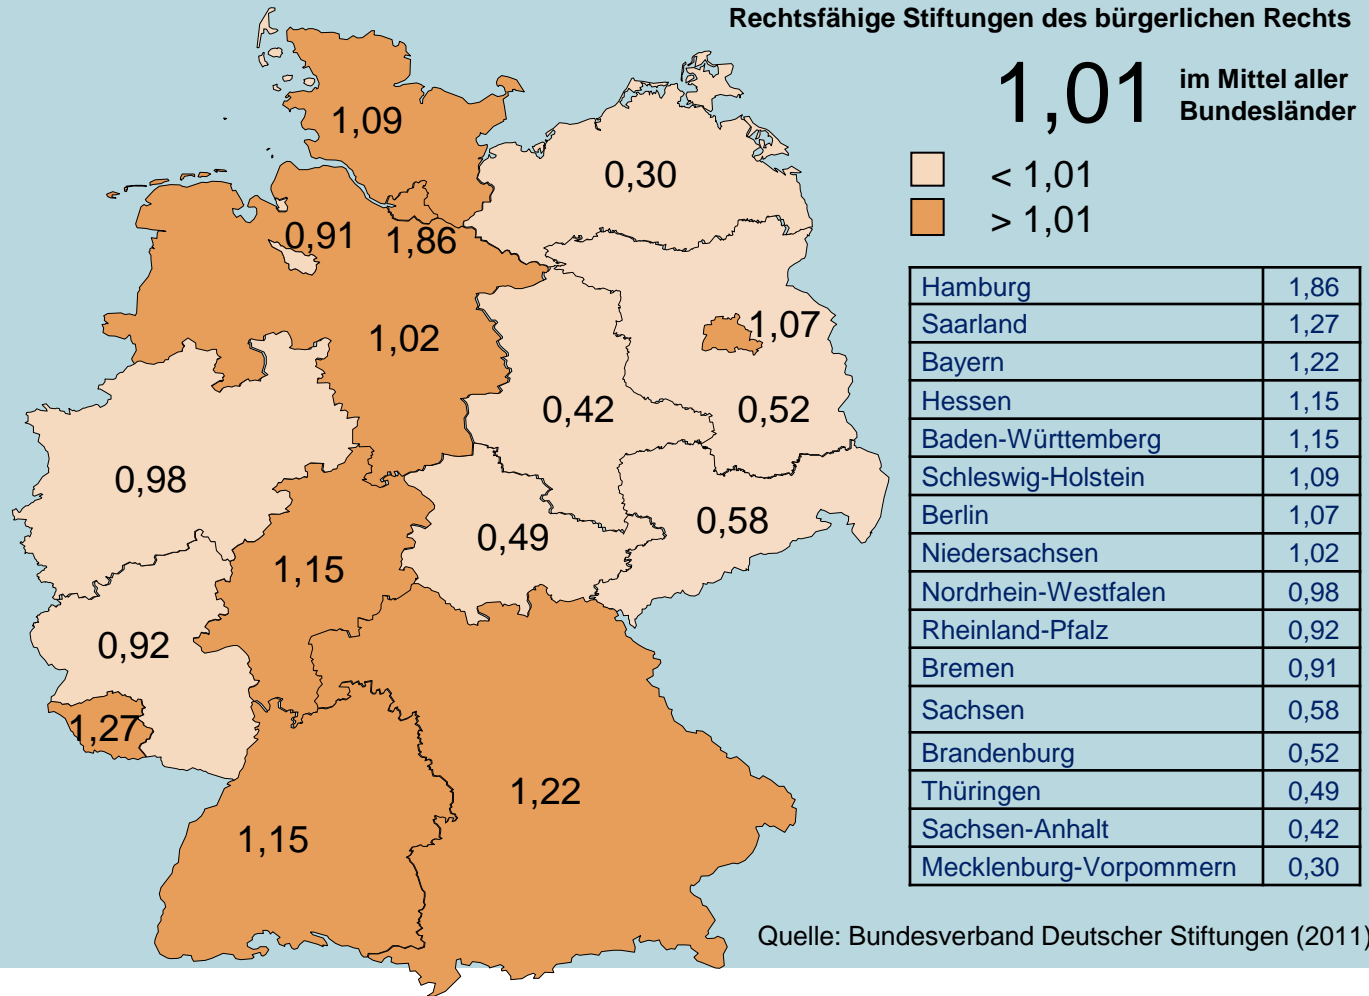 Rechtsfähige Stiftungen des bürgerlichen Rechts
1,01
im Mittel aller
Bundesländer
< 1,01
> 1,01
1,09
0,30
0,91
1,86
1,02
1,07
0,42
0,52
0,98
0,58
0,49
1,15
0,92
1,27
1,22
1,15
Hamburg 1,86
Saarland 1,27
Bayern 1,22
Hessen 1,15
Baden-Württemberg 1,15
Schleswig-Holstein 1,09
Berlin 1,07
Niedersachsen 1,02
Nordrhein-Westfalen 0,98
Rheinland-Pfalz 0,92
Bremen 0,91
Sachsen 0,58
Brandenburg 0,52
Thüringen 0,49
Sachsen-Anhalt 0,42
Mecklenburg-Vorpommern 0,30
Quelle: Bundesverband Deutscher Stiftungen (2011)